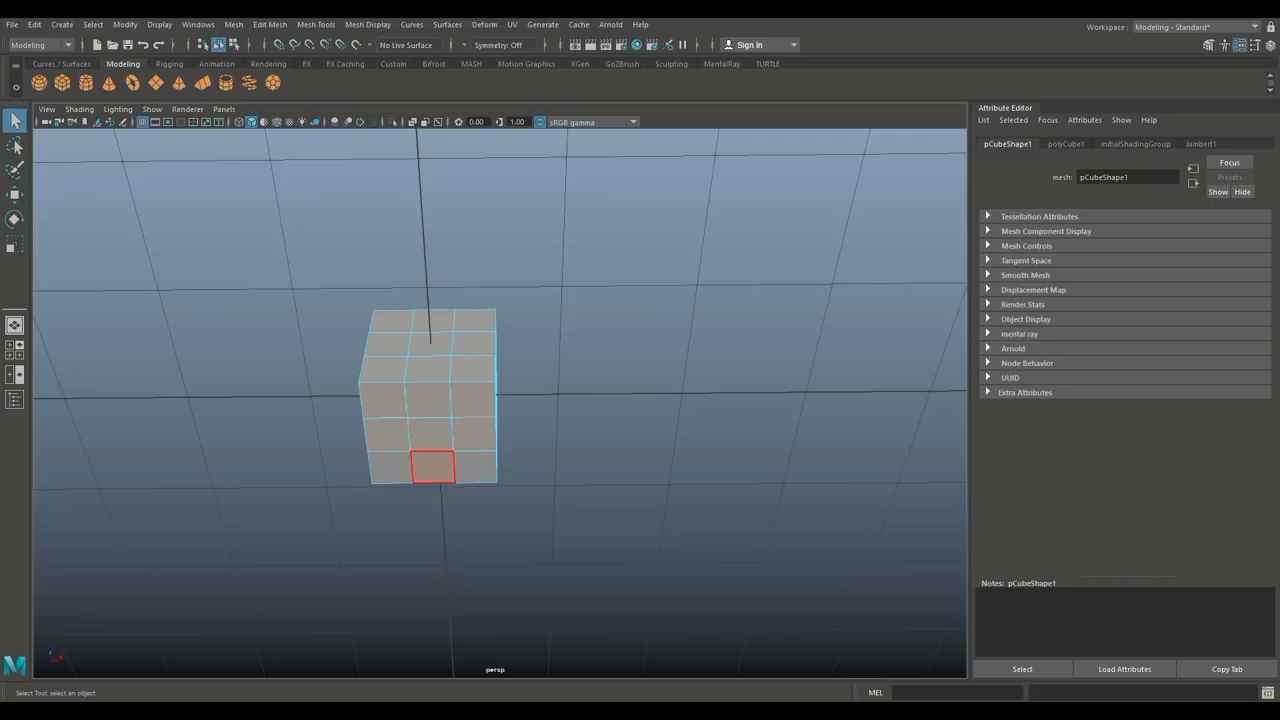 File Edit Create Select Modify Display Windows Mesh Edit Mesh Mesh Tools Mesh Display Curves Surfaces Deform UV Generate Cache Arnold Help
Workspace : Modeling - Standard*
Modeling No Live Surface Symmetry: Off Sign In
Curves / Surfaces Modeling Rigging Animation Rendering FX FX Caching Custom Bifrost MASH Motion Graphics XGen GoZBrush Sculpting MentalRay TURTLE
View Shading Lighting Show Renderer Panels
0.00 1.00 sRGB gamma
persp
Attribute Editor
List Selected Focus Attributes Show Help
pCubeShape1 polyCube1 initialShadingGroup lambert1
Focus
mesh: pCubeShape1 Presets
Show Hide
Tessellation Attributes
Mesh Component Display
Mesh Controls
Tangent Space
Smooth Mesh
Displacement Map
Render Stats
Object Display
mental ray
Arnold
Node Behavior
UUID
Extra Attributes
Notes: pCubeShape1
Select Load Attributes Copy Tab
Select Tool: select an object MEL